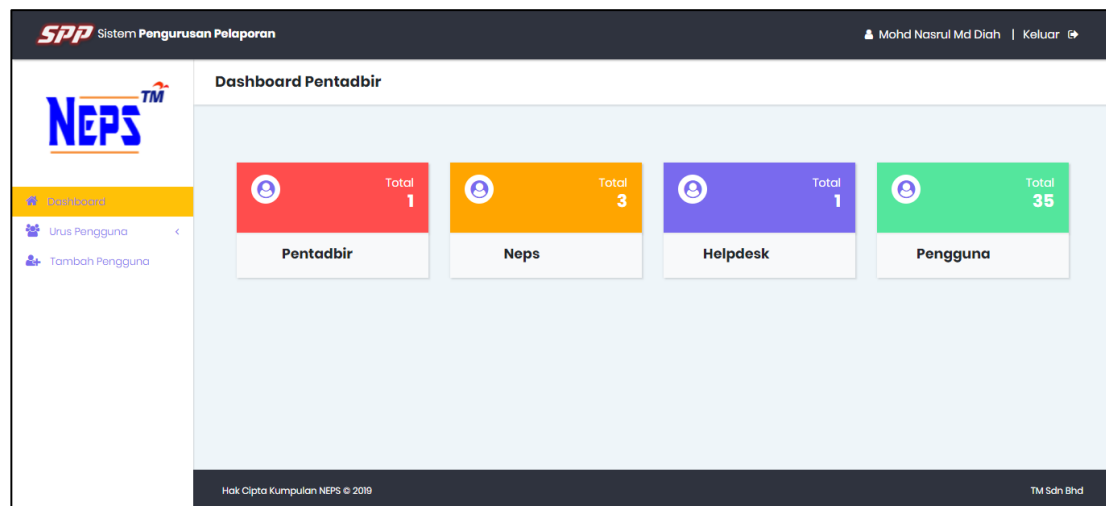 SPP Sistem Pengurusan Pelaporan
Mohd Nasrul Md Diah | Keluar
NEPS TM
Dashboard Pentadbir
Dashboard
Urus Pengguna <
Tambah Pengguna
Total
1
Pentadbir
Total
3
Neps
Total
1
Helpdesk
Total
35
Pengguna
Hak Cipta Kumpulan NEPS © 2019
TM Sdn Bhd